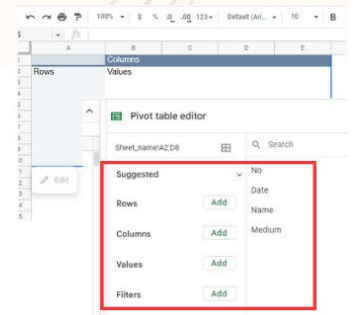 100% $ % .0 .00 123 Default (Ari... 10 B
fx
A B C D E
Columns
Rows Values
Edit
Pivot table editor
Sheet_name!A2:D8
Search
Suggested
Rows Add
Columns Add
Values Add
Filters Add
No
Date
Name
Medium